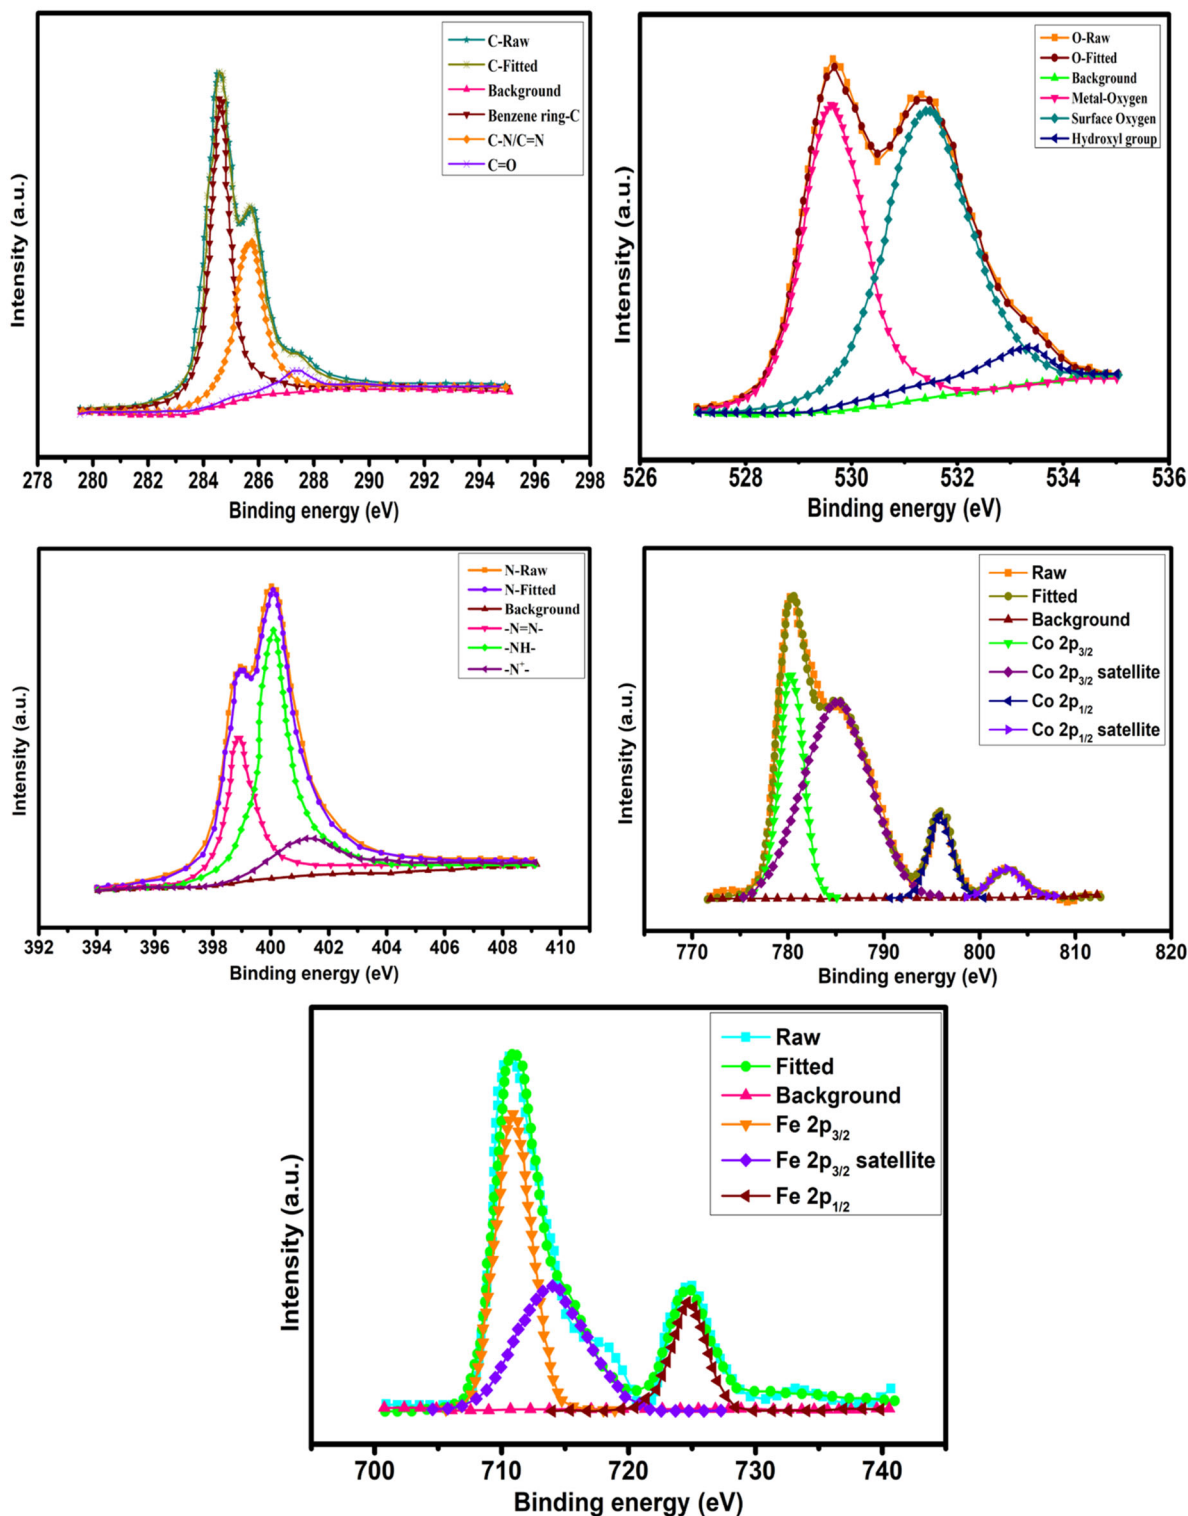 C-Raw
C-Fitted
Background
Benzene ring-C
C-N/C=N
C=O
Intensity (a.u.)
278 280 282 284 286 288 290 292 294 296 298
Binding energy (eV)
O-Raw
O-Fitted
Background
Metal-Oxygen
Surface Oxygen
Hydroxyl group
Intensity (a.u.)
526 528 530 532 534 536
Binding energy (eV)
N-Raw
N-Fitted
Background
-N=N-
-NH-
-N⁺-
Intensity (a.u.)
392 394 396 398 400 402 404 406 408 410
Binding energy (eV)
Raw
Fitted
Background
Co 2p₃/₂
Co 2p₃/₂ satellite
Co 2p₁/₂
Co 2p₁/₂ satellite
Intensity (a.u.)
770 780 790 800 810 820
Binding energy (eV)
Raw
Fitted
Background
Fe 2p₃/₂
Fe 2p₃/₂ satellite
Fe 2p₁/₂
Intensity (a.u.)
700 710 720 730 740
Binding energy (eV)